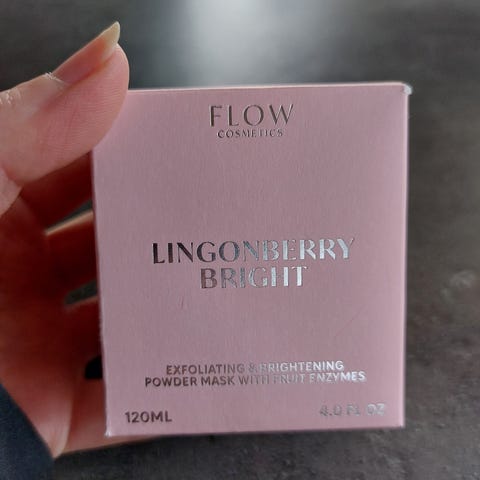 FLOW
COSMETICS
LINGONBERRY
BRIGHT
EXFOLIATING & BRIGHTENING
POWDER MASK WITH FRUIT ENZYMES
120ML
4.0 FL OZ